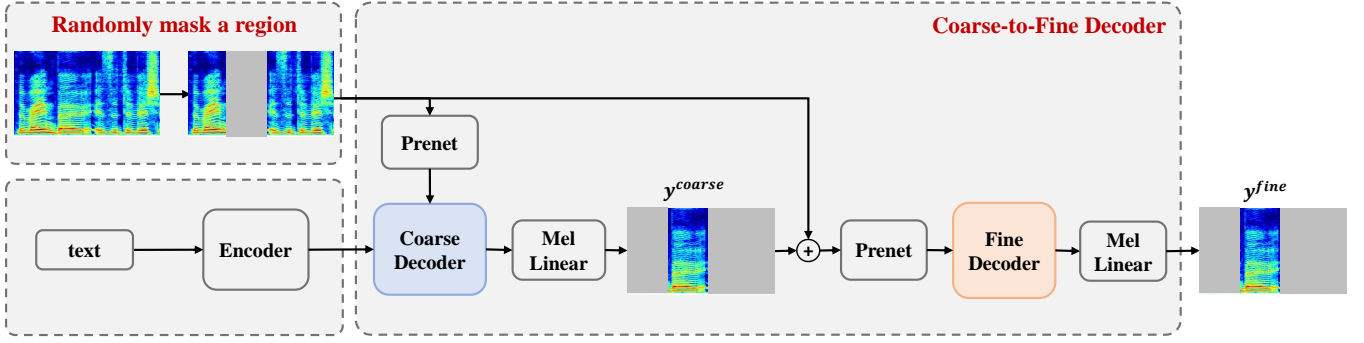 Randomly mask a region
Coarse-to-Fine Decoder
Prenet
text
Encoder
Coarse
Decoder
Mel
Linear
y^coarse
+
Prenet
Fine
Decoder
Mel
Linear
y^fine